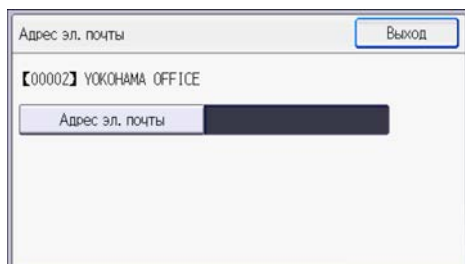 Адрес эл. почты
Выход
【00002】 YOKOHAMA OFFICE
Адрес эл. почты